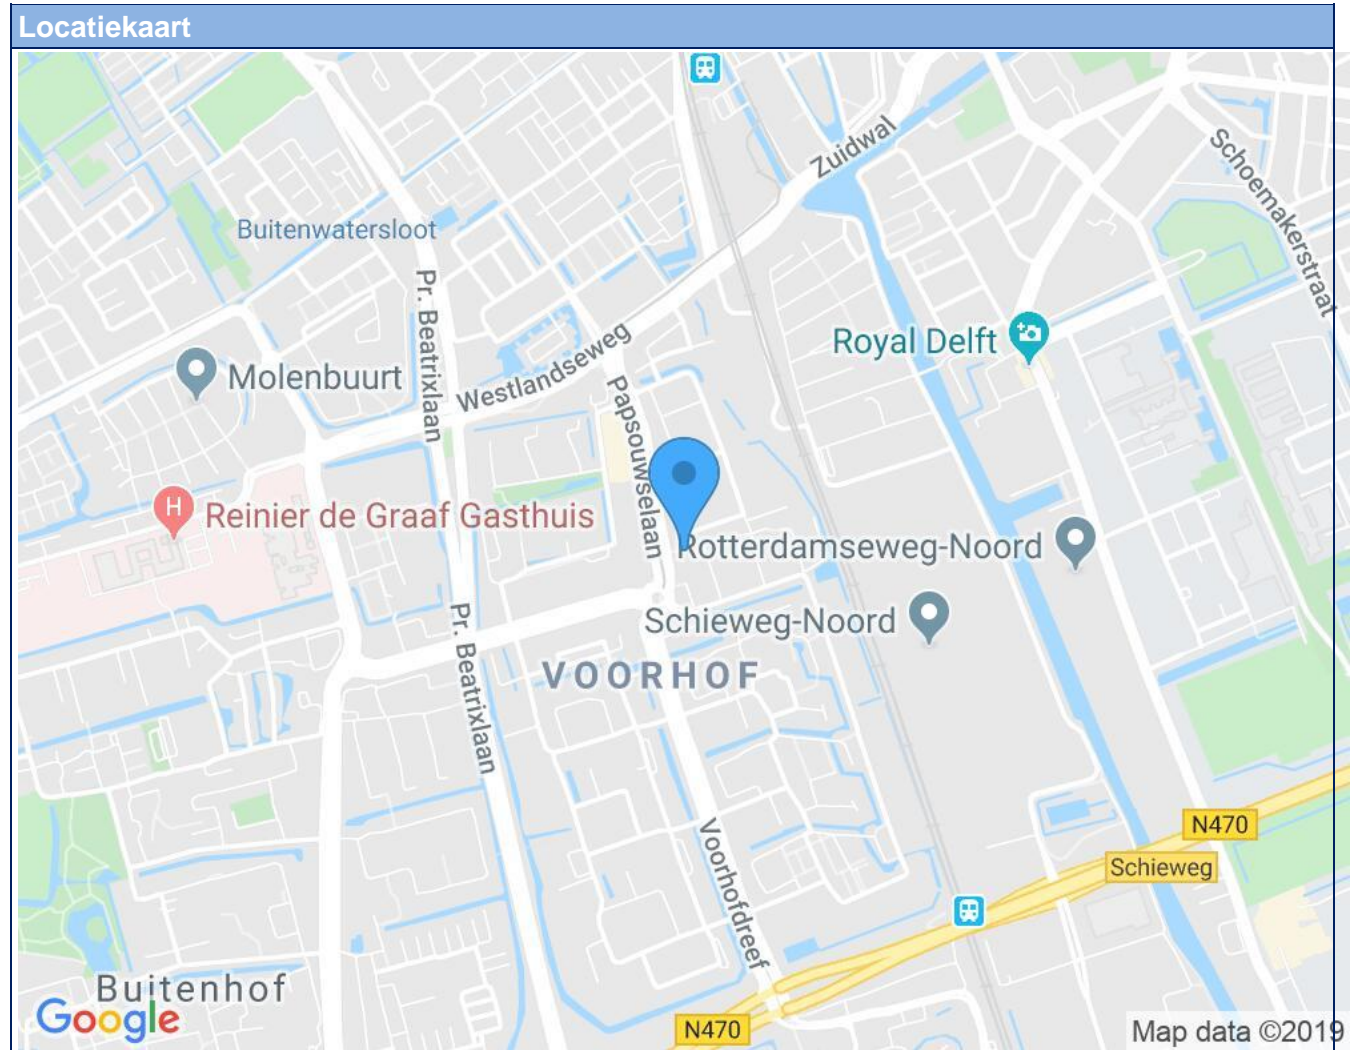 Locatiekaart
Zuidwal
Schoemakerstraat
Buitenwatersloot
Pr. Beatrixlaan
Royal Delft
Westlandseweg
Molenbuurt
Papsouwselaan
H
Reinier de Graaf Gasthuis
Rotterdamseweg-Noord
Schieweg-Noord
Pr. Beatrixlaan
VOORHOF
Voorhofdreef
N470
Schieweg
Buitenhof
Google
N470
Map data ©2019